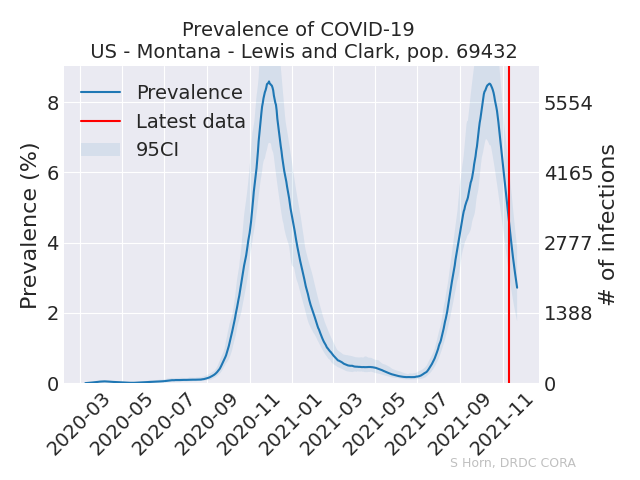 Prevalence of COVID-19
US - Montana - Lewis and Clark, pop. 69432
Prevalence
Latest data
95CI
Prevalence (%)
8
6
4
2
0
5554
4165
2777
1388
0
# of infections
2020-03
2020-05
2020-07
2020-09
2020-11
2021-01
2021-03
2021-05
2021-07
2021-09
2021-11
S Horn, DRDC CORA